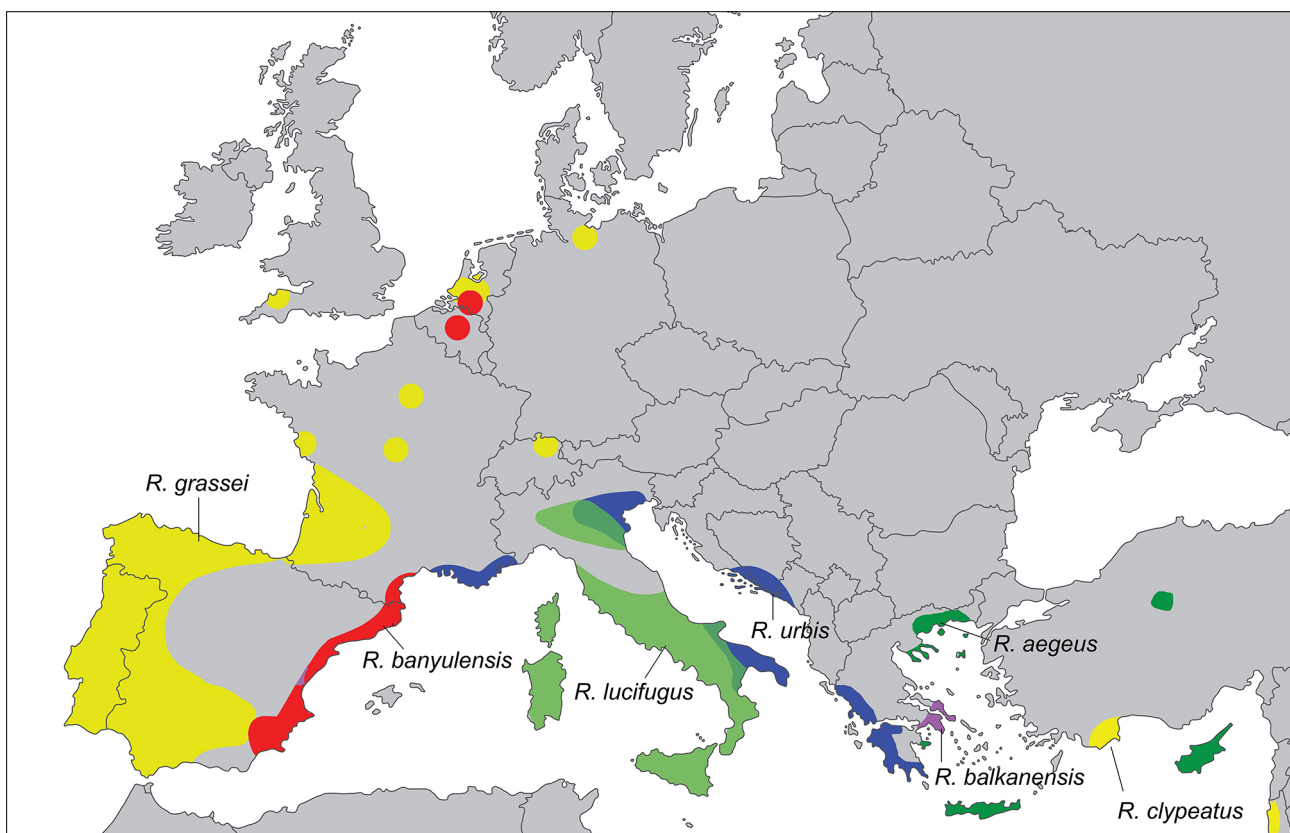 R. grassei
R. banyulensis
R. lucifugus
R. urbis
R. aegeus
R. balkanensis
R. clypeatus